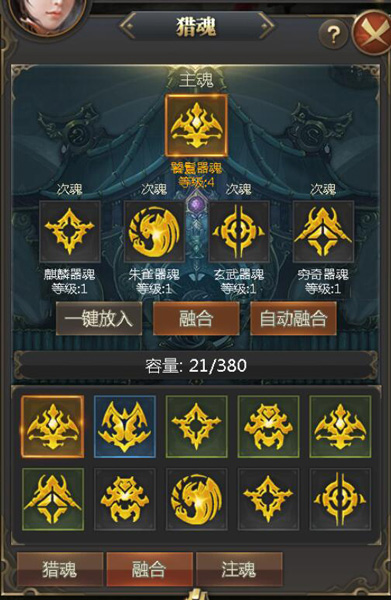 猎魂
?
主魂
饕餮器魂
等级:4
次魂 次魂 次魂 次魂
麒麟器魂 朱雀器魂 玄武器魂 穷奇器魂
等级:1 等级:1 等级:1 等级:1
一键放入 融合 自动融合
容量: 21/380
猎魂 融合 注魂